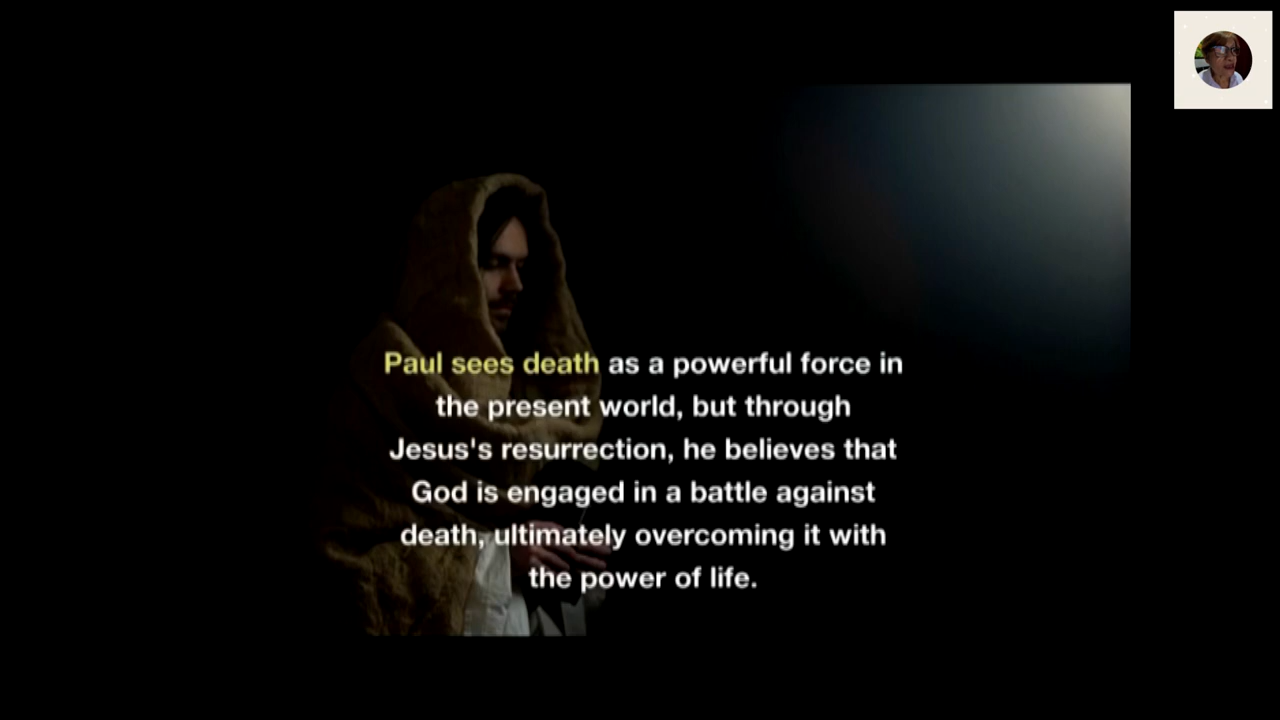 Paul sees death as a powerful force in
the present world, but through
Jesus's resurrection, he believes that
God is engaged in a battle against
death, ultimately overcoming it with
the power of life.